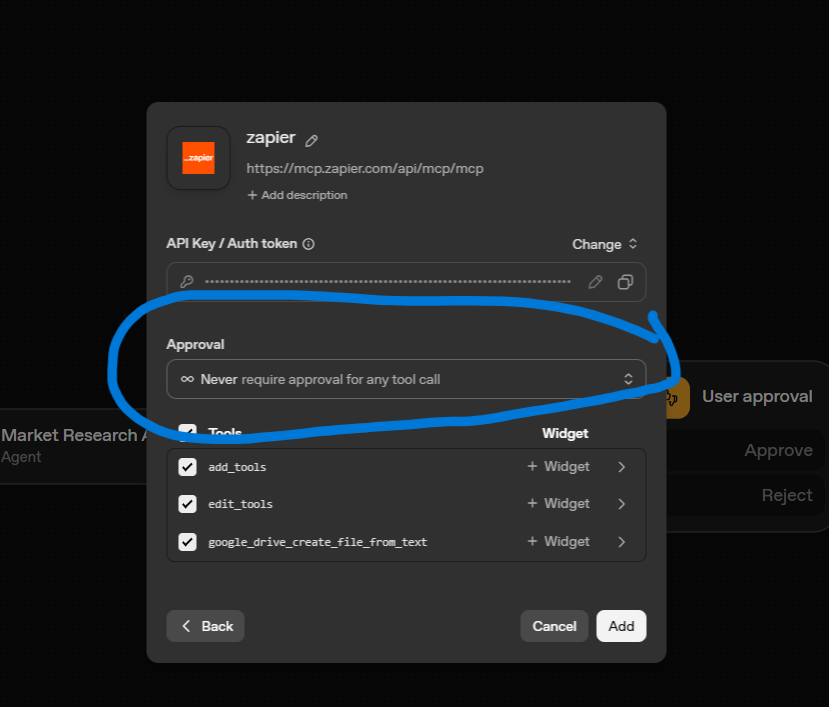 zapier
zapier
https://mcp.zapier.com/api/mcp/mcp
+ Add description
API Key / Auth token
Change
Approval
Never require approval for any tool call
Tools
Widget
add_tools
+ Widget
edit_tools
+ Widget
google_drive_create_file_from_text
+ Widget
Back
Cancel
Add
Market Research
Agent
User approval
Approve
Reject